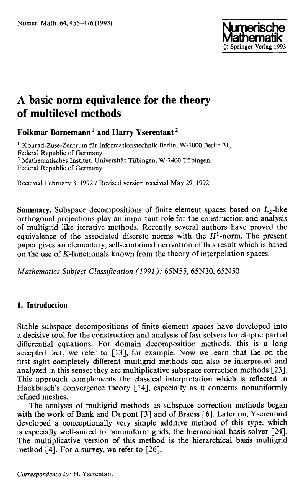 Numer. Math. 64, 455–476 (1993)
Numerische
Mathematik
© Springer-Verlag 1993
A basic norm equivalence for the theory
of multilevel methods
Folkmar Bornemann¹ and Harry Yserentant²
¹ Konrad-Zuse-Zentrum für Informationstechnik Berlin, W-1000 Berlin 31,
Federal Republic of Germany
² Mathematisches Institut, Universität Tübingen, W-7400 Tübingen,
Federal Republic of Germany
Received February 3, 1992 / Revised version received May 29, 1992
Summary. Subspace decompositions of finite element spaces based on L₂-like
orthogonal projections play an important role for the construction and analysis
of multigrid like iterative methods. Recently several authors have proved the
equivalence of the associated discrete norms with the H¹-norm. The present
paper gives an elementary, self-contained derivation of this result which is based
on the use of K-functionals known from the theory of interpolation spaces.
Mathematics Subject Classification (1991): 65N55, 65N30, 65N50
1. Introduction
Stable subspace decompositions of finite element spaces have developed into
a decisive tool for the construction and analysis of fast solvers for elliptic partial
differential equations. For domain decomposition methods, this is a long
accepted fact, we refer to for example. Now we learn that the on the
first sight completely different multigrid methods can also be interpreted and
analyzed in this sense; they are multiplicative subspace correction methods
This approach complements the classical interpretation which is reflected in
Hackbusch's convergence theory [14], especially as it concerns nonuniformly
refined meshes.
The analysis of multigrid methods as subspace correction methods began
with the work of Bank and Dupont [3] and of Braess [6]. Later on, Yserentant
developed a conceptionally very simple additive method of this type, which
is especially well-suited to nonuniform grids, the hierarchical basis solver [24].
The multiplicative version of this method is the hierarchical basis multigrid
method [4]. For a survey, we refer to [26].
Correspondence to: H. Yserentant